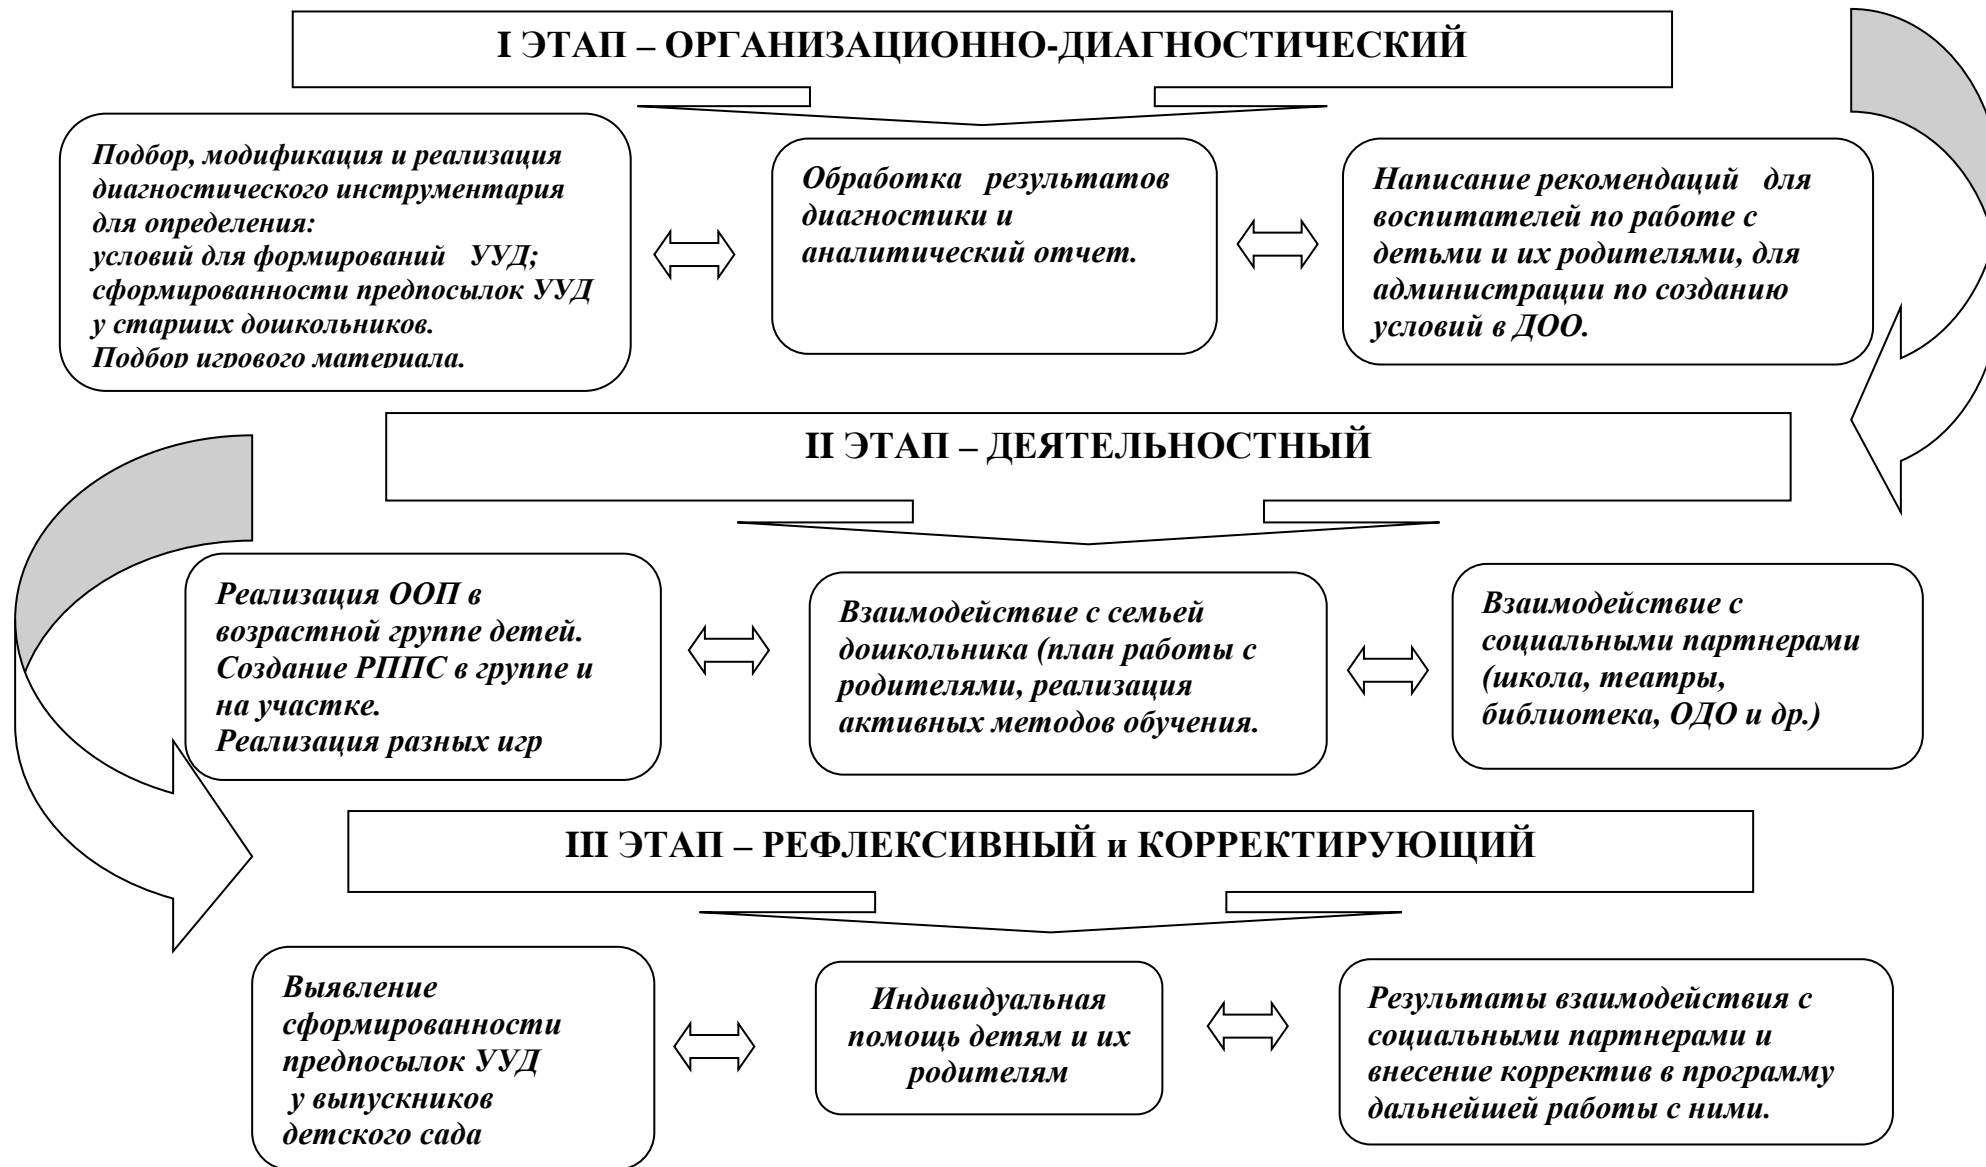 I ЭТАП – ОРГАНИЗАЦИОННО-ДИАГНОСТИЧЕСКИЙ
Подбор, модификация и реализация
диагностического инструментария
для определения:
условий для формирований УУД;
сформированности предпосылок УУД
у старших дошкольников.
Подбор игрового материала.
Обработка результатов
диагностики и
аналитический отчет.
Написание рекомендаций для
воспитателей по работе с
детьми и их родителями, для
администрации по созданию
условий в ДОО.
II ЭТАП – ДЕЯТЕЛЬНОСТНЫЙ
Реализация ООП в
возрастной группе детей.
Создание РППС в группе и
на участке.
Реализация разных игр
Взаимодействие с семьей
дошкольника (план работы с
родителями, реализация
активных методов обучения.
Взаимодействие с
социальными партнерами
(школа, театры,
библиотека, ОДО и др.)
III ЭТАП – РЕФЛЕКСИВНЫЙ и КОРРЕКТИРУЮЩИЙ
Выявление
сформированности
предпосылок УУД
у выпускников
детского сада
Индивидуальная
помощь детям и их
родителям
Результаты взаимодействия с
социальными партнерами и
внесение корректив в программу
дальнейшей работы с ними.